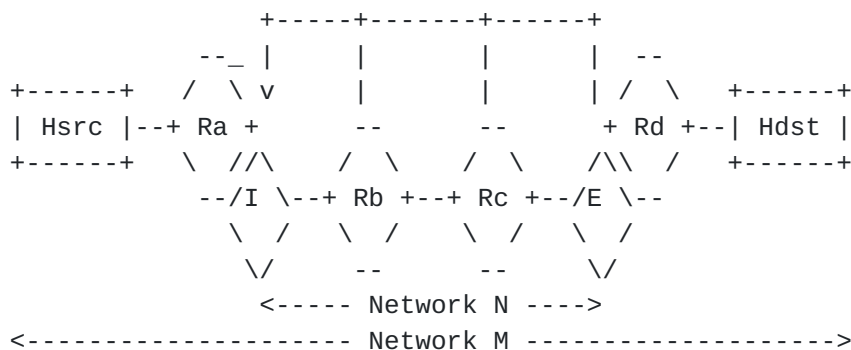 Hsrc Ra Rd Hdst
I Rb Rc E
Network N
Network M